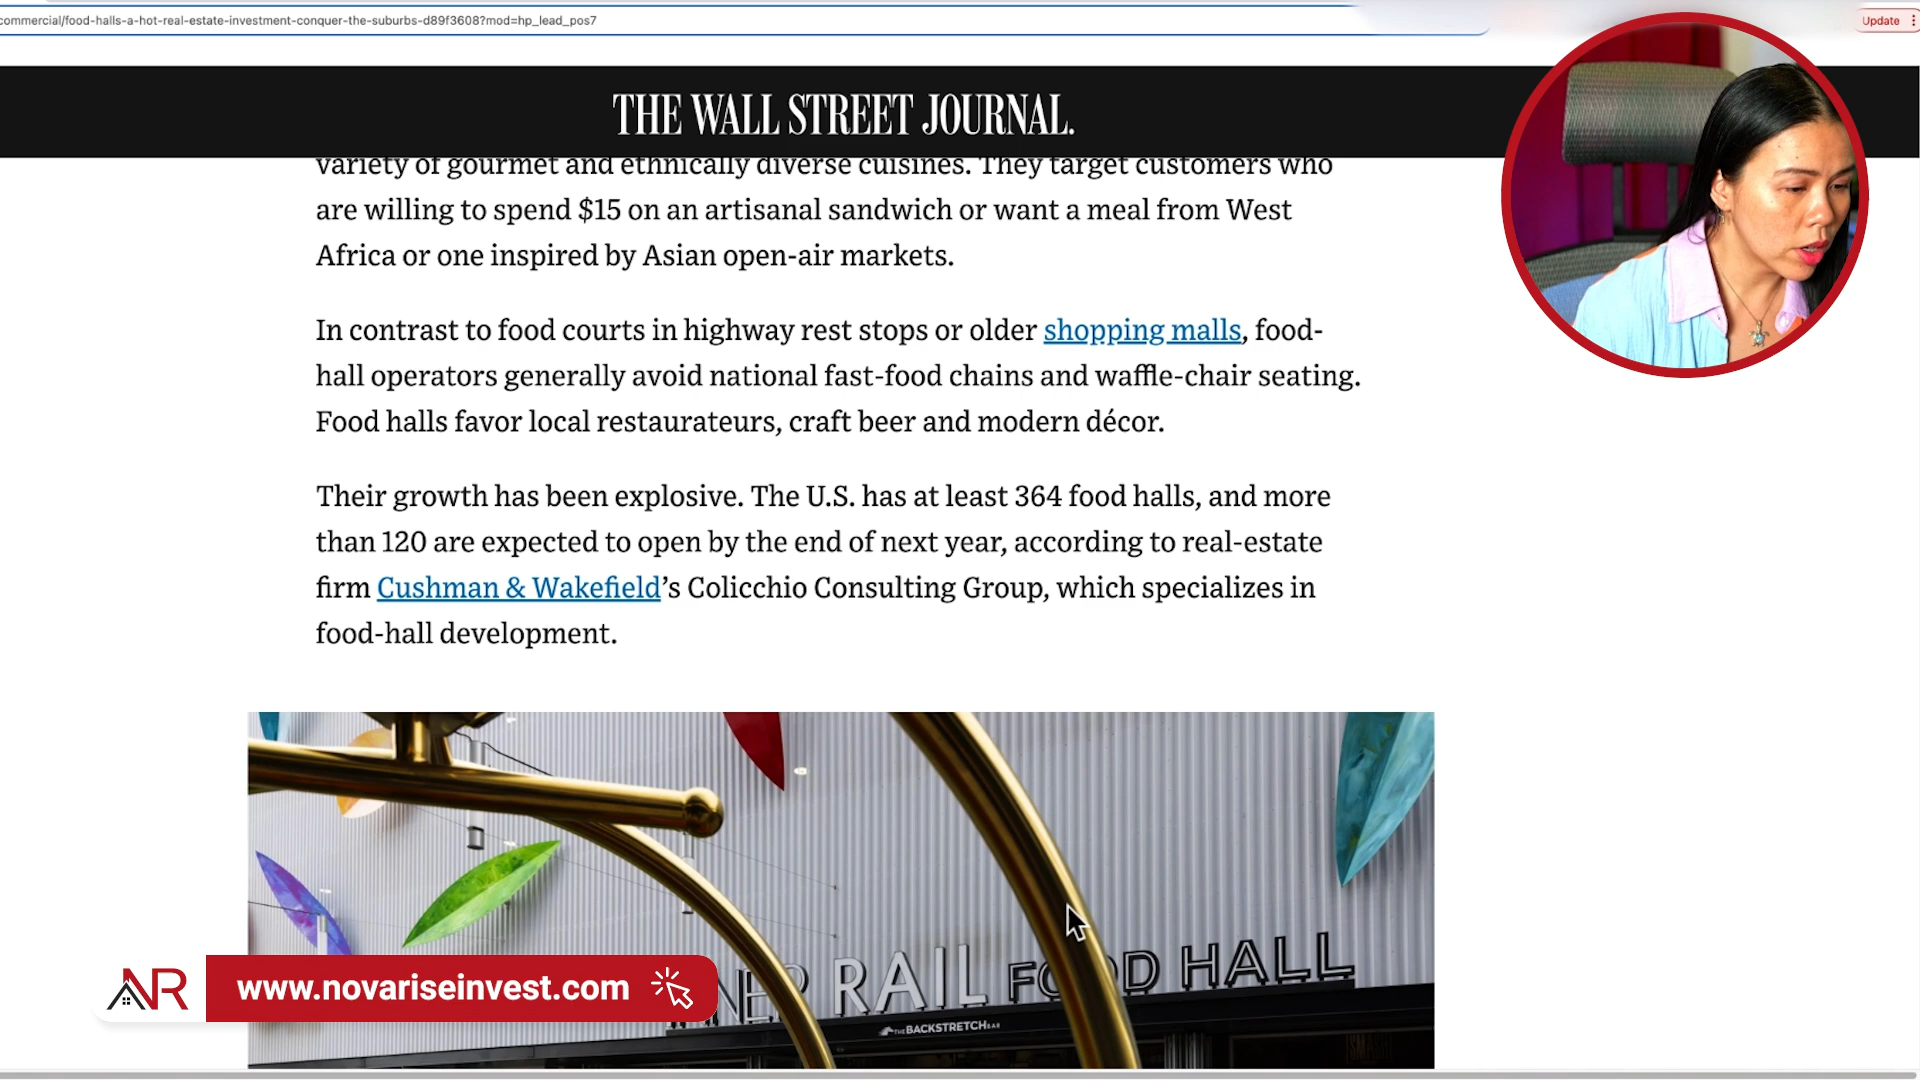 commercial/food-halls-a-hot-real-estate-investment-conquer-the-suburbs-d89f3608?mod=hp_lead_pos7
Update
THE WALL STREET JOURNAL.
variety of gourmet and ethnically diverse cuisines. They target customers who
are willing to spend $15 on an artisanal sandwich or want a meal from West
Africa or one inspired by Asian open-air markets.
In contrast to food courts in highway rest stops or older shopping malls, food-
hall operators generally avoid national fast-food chains and waffle-chair seating.
Food halls favor local restaurateurs, craft beer and modern décor.
Their growth has been explosive. The U.S. has at least 364 food halls, and more
than 120 are expected to open by the end of next year, according to real-estate
firm Cushman & Wakefield’s Colicchio Consulting Group, which specializes in
food-hall development.
RAIL FOOD HALL
THE BACKSTRETCH BAR
NR
www.novariseinvest.com